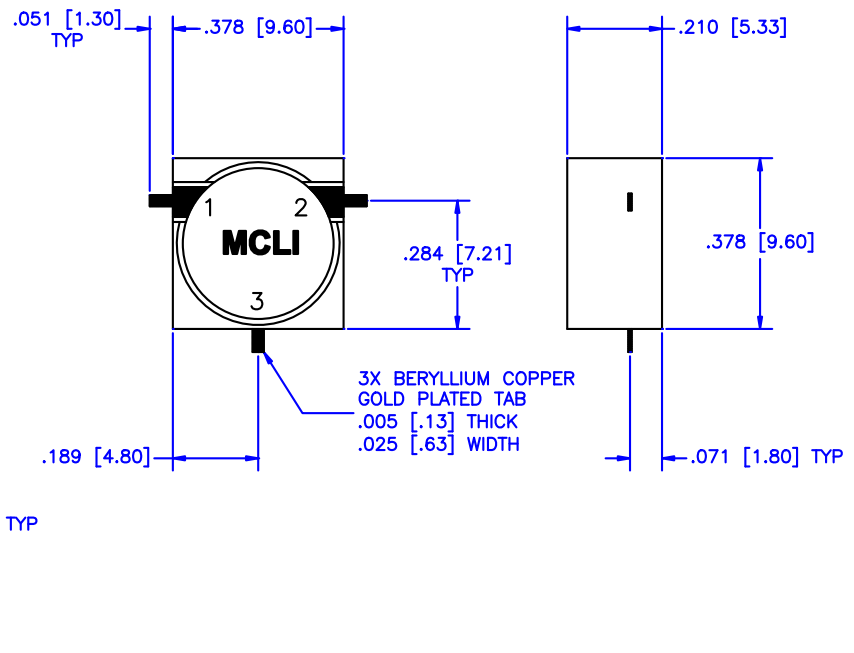 .051 [1.30]
TYP
.378 [9.60]
.210 [5.33]
1
2
MCLI
3
.284 [7.21]
TYP
.378 [9.60]
3X BERYLLIUM COPPER
GOLD PLATED TAB
.005 [.13] THICK
.025 [.63] WIDTH
.189 [4.80]
.071 [1.80] TYP
TYP